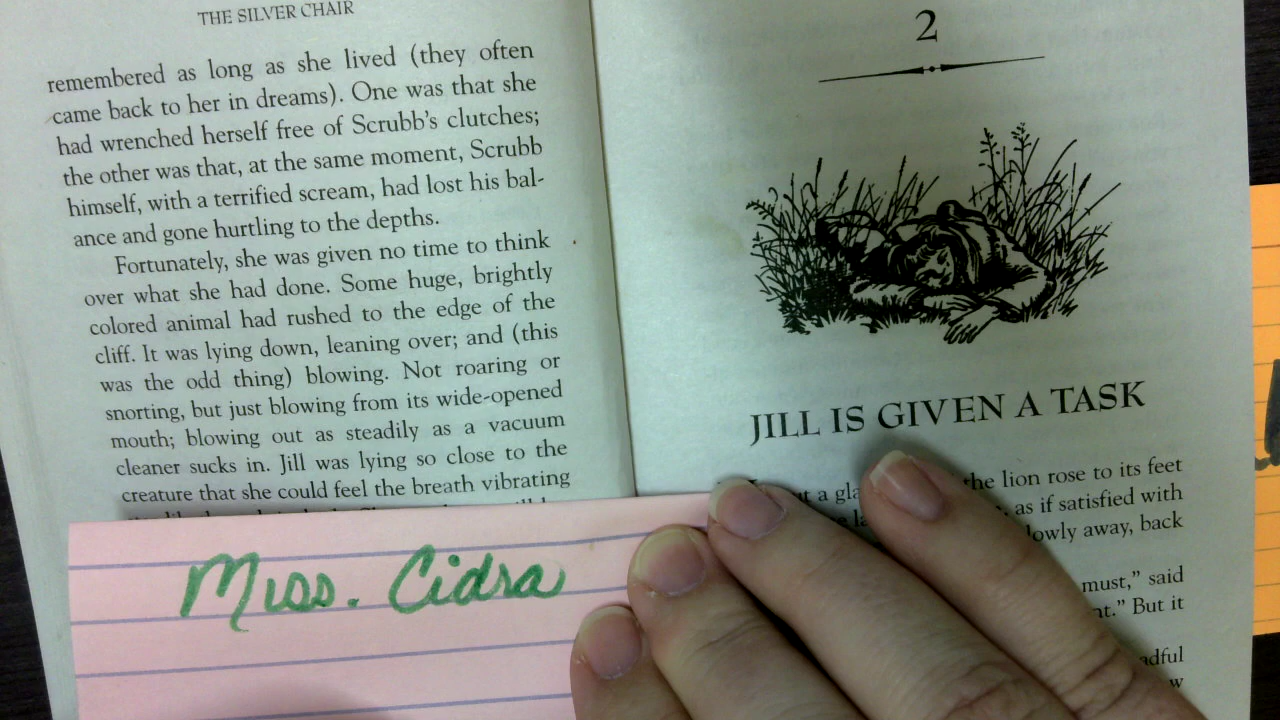 THE SILVER CHAIR
remembered as long as she lived (they often
came back to her in dreams). One was that she
had wrenched herself free of Scrubb's clutches;
the other was that, at the same moment, Scrubb
himself, with a terrified scream, had lost his bal-
ance and gone hurtling to the depths.
Fortunately, she was given no time to think
over what she had done. Some huge, brightly
colored animal had rushed to the edge of the
cliff. It was lying down, leaning over; and (this
was the odd thing) blowing. Not roaring or
snorting, but just blowing from its wide-opened
mouth; blowing out as steadily as a vacuum
cleaner sucks in. Jill was lying so close to the
creature that she could feel the breath vibrating
Miss. Cidra
2
JILL IS GIVEN A TASK
the lion rose to its feet
as if satisfied with
away, back
must," said
But it